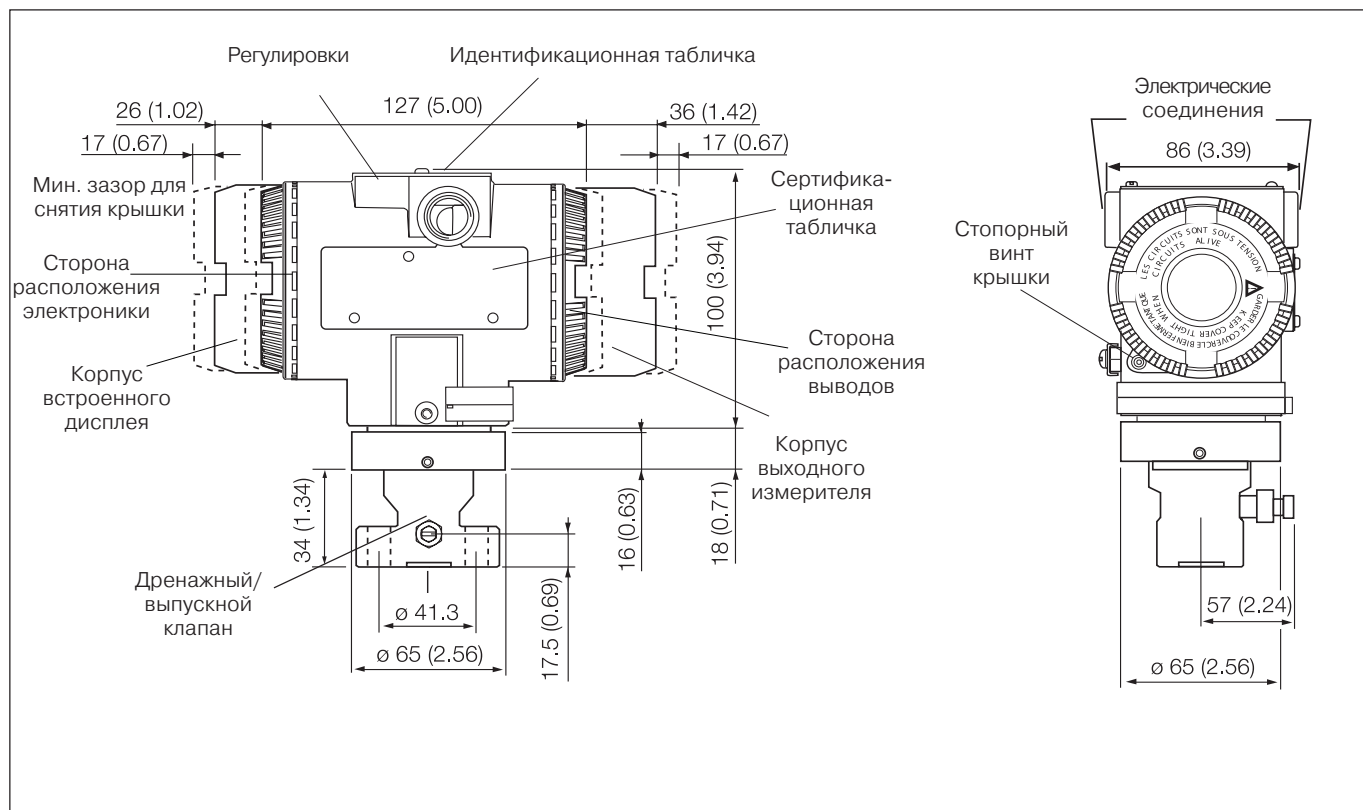 Регулировки
Идентификационная табличка
26 (1.02)
127 (5.00)
36 (1.42)
17 (0.67)
17 (0.67)
Мин. зазор для
снятия крышки
Сертифика-
ционная
табличка
Сторона
расположения
электроники
100 (3.94)
Сторона
расположения
выводов
Корпус
встроенного
дисплея
Корпус
выходного
измерителя
34 (1.34)
16 (0.63)
18 (0.71)
Дренажный/
выпускной
клапан
17.5 (0.69)
ø 41.3
ø 65 (2.56)
Электрические
соединения
86 (3.39)
Стопорный
винт
крышки
LES CIRCUITS SONT SOUS TENSION
CIRCUITS ALIVE
GARDER LE COUVERCLE BIEN FERME TANT QUE
KEEP COVER TIGHT WHEN
57 (2.24)
ø 65 (2.56)